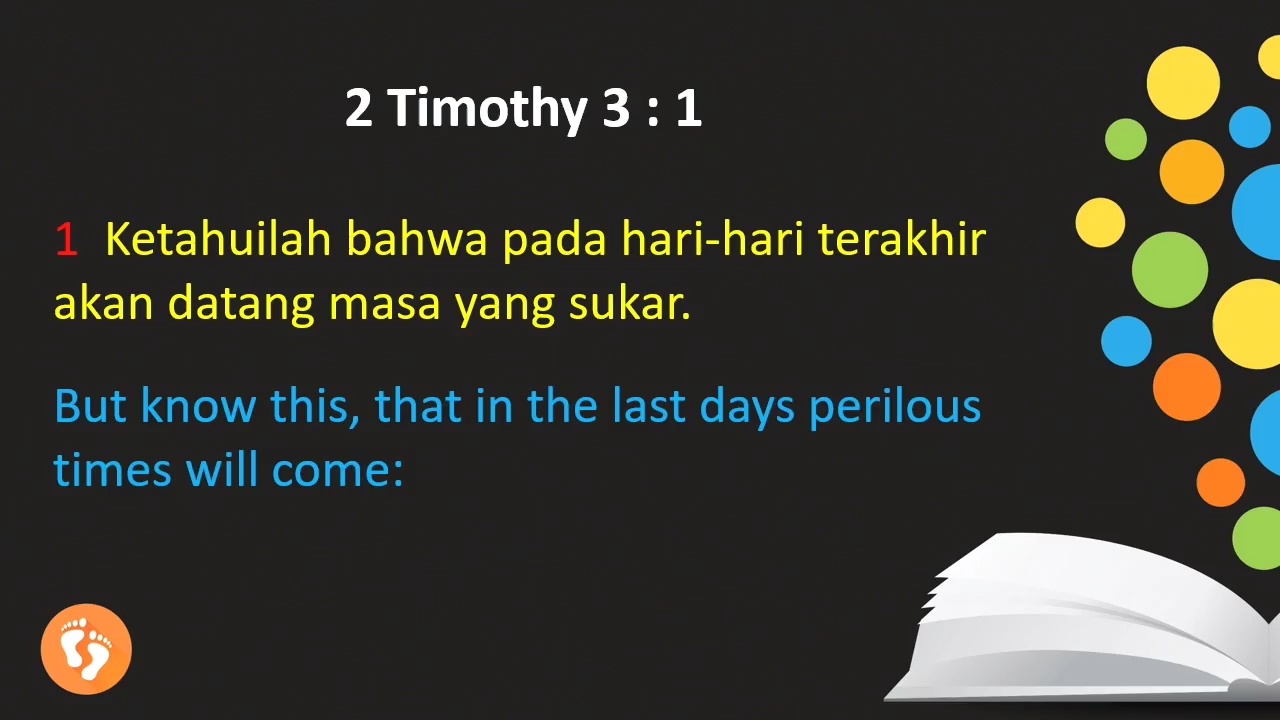 2 Timothy 3 : 1
1 Ketahuilah bahwa pada hari-hari terakhir
akan datang masa yang sukar.
But know this, that in the last days perilous
times will come: